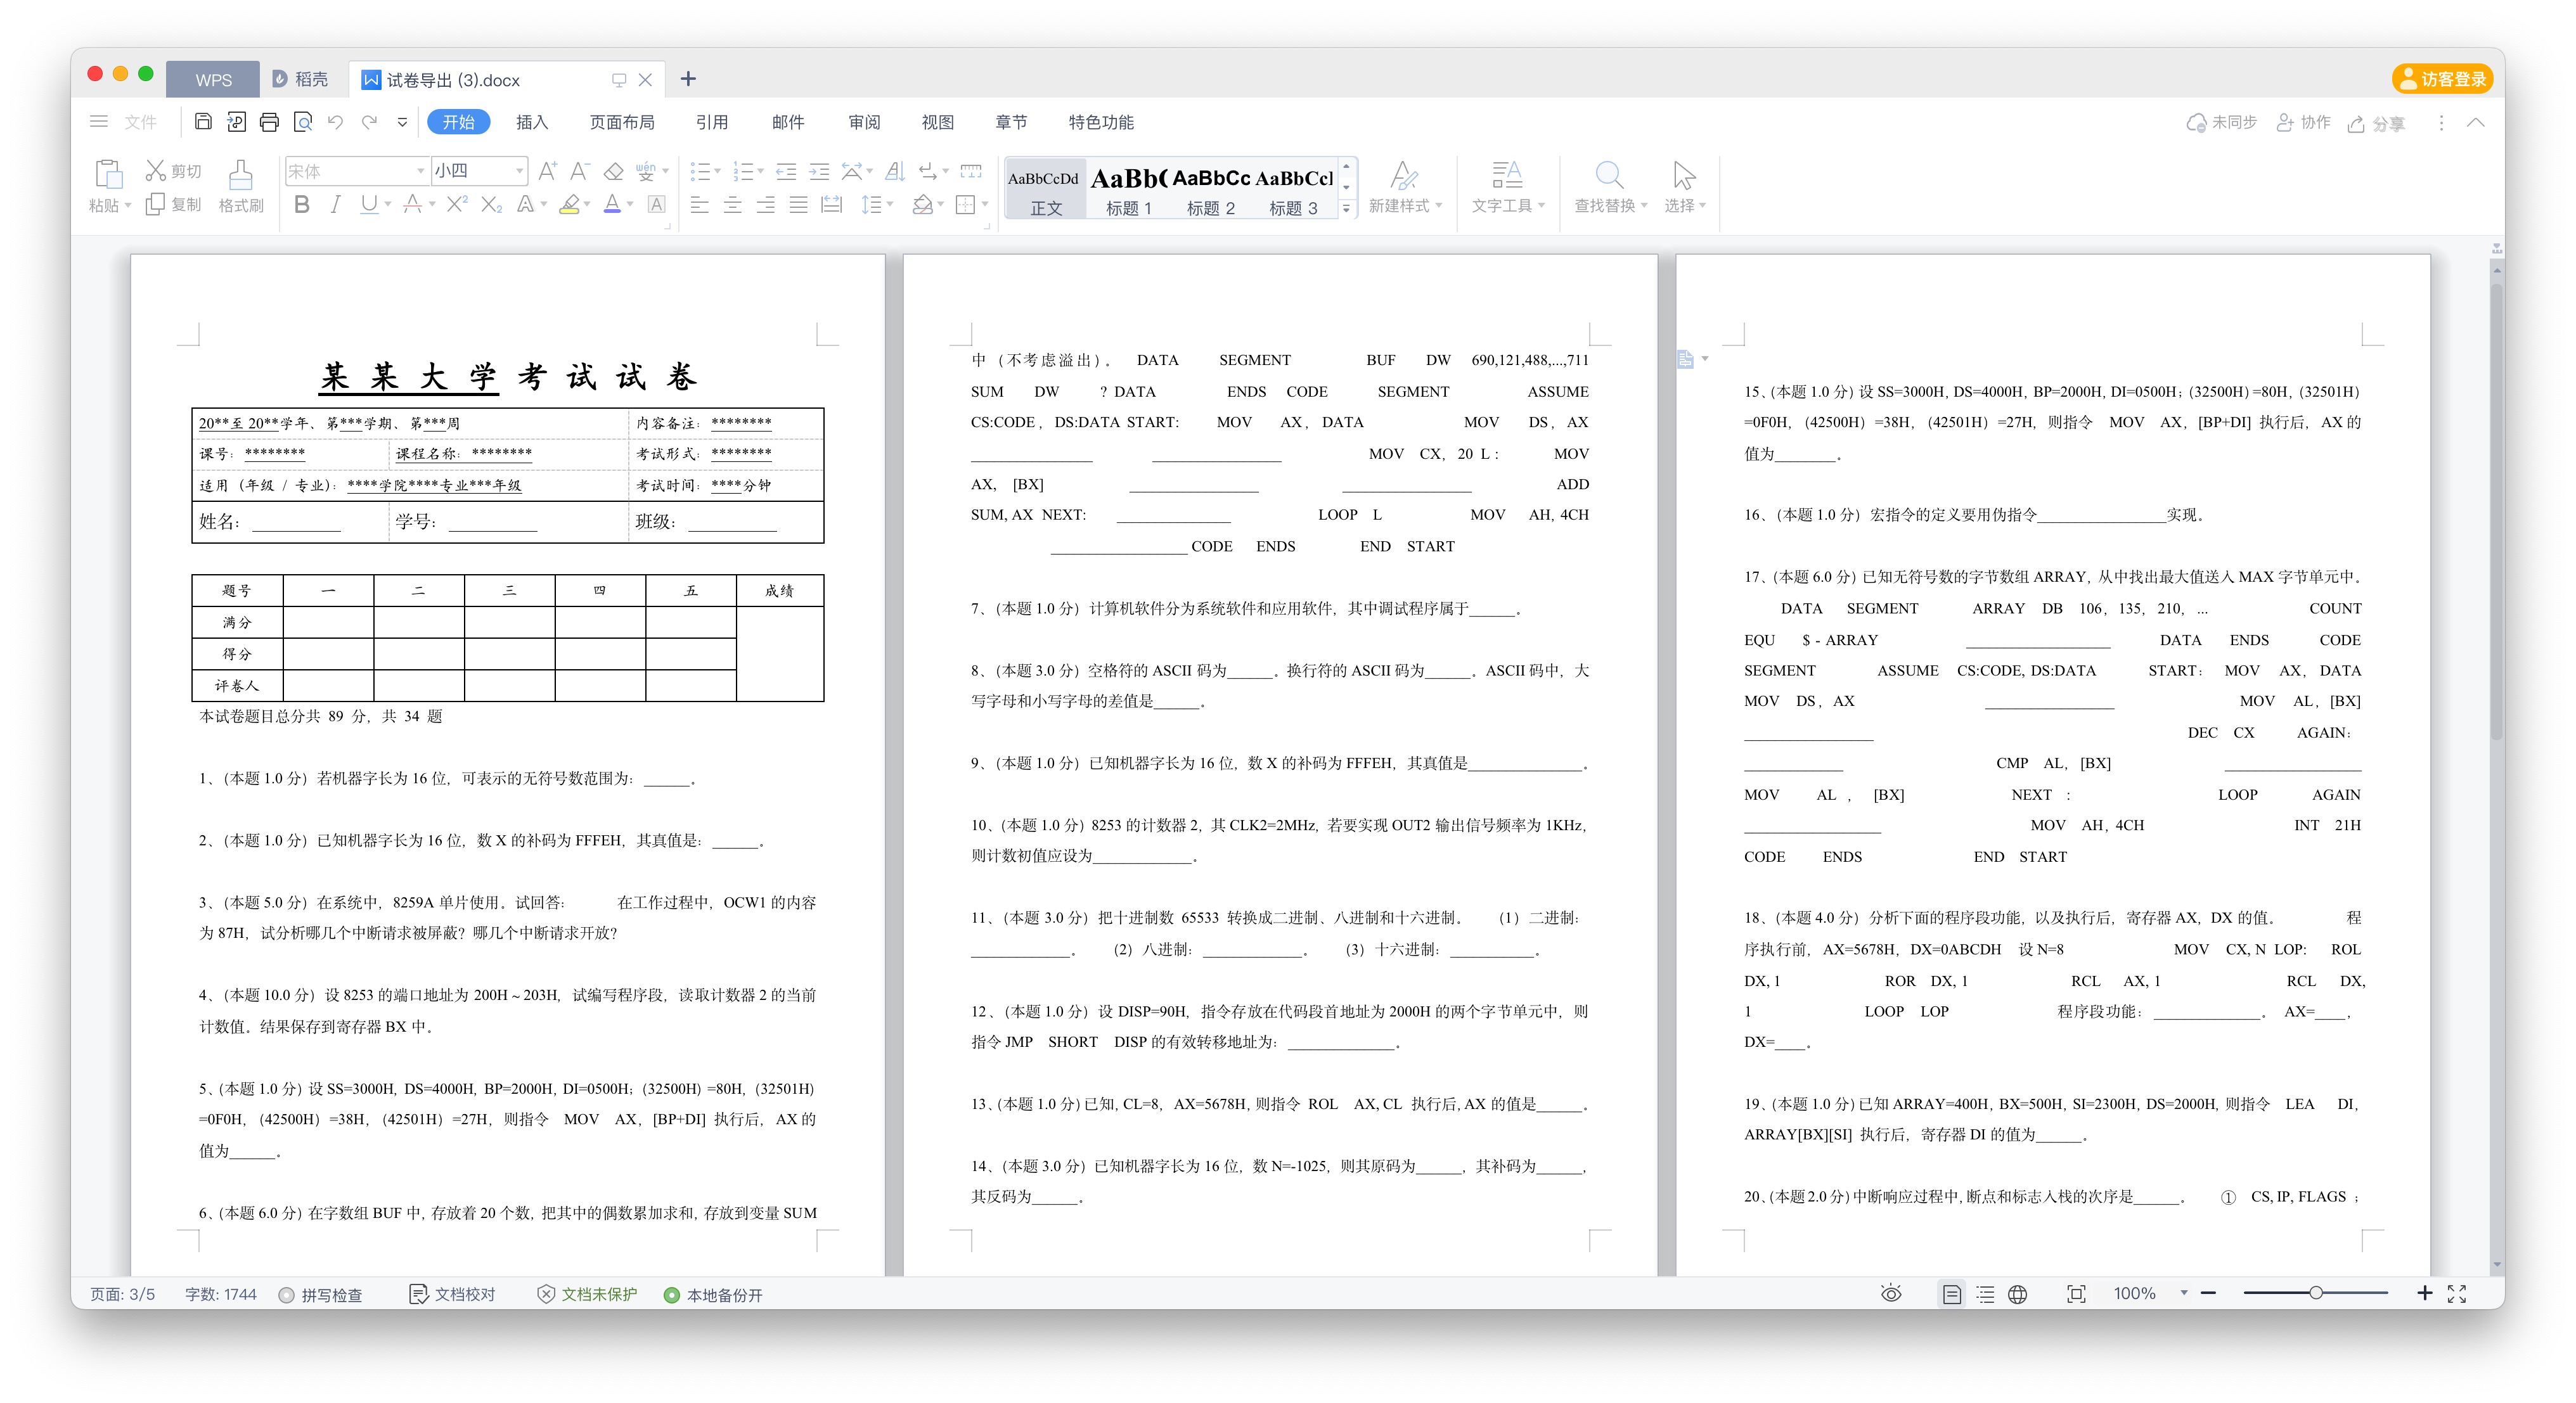 WPS 稻壳 试卷导出 (3).docx 访客登录
文件 开始 插入 页面布局 引用 邮件 审阅 视图 章节 特色功能 未同步 协作 分享
粘贴 剪切 复制 格式刷 宋体 小四 AaBbCcDd AaBb( AaBbCc AaBbCcl 新建样式 文字工具 查找替换 选择
正文 标题 1 标题 2 标题 3
某 某 大 学 考 试 试 卷
20**至 20**学年、第***学期、第***周 内容备注：********
课号：******** 课程名称：******** 考试形式：********
适用（年级 / 专业）：****学院****专业***年级 考试时间：****分钟
姓名：__________ 学号：__________ 班级：__________
题号 一 二 三 四 五 成绩
满分
得分
评卷人
本试卷题目总分共 89 分，共 34 题
1、（本题 1.0 分）若机器字长为 16 位，可表示的无符号数范围为：______。
2、（本题 1.0 分）已知机器字长为 16 位，数 X 的补码为 FFFEH，其真值是：______。
3、（本题 5.0 分）在系统中，8259A 单片使用。试回答： 在工作过程中，OCW1 的内容
为 87H，试分析哪几个中断请求被屏蔽？哪几个中断请求开放？
4、（本题 10.0 分）设 8253 的端口地址为 200H～203H，试编写程序段，读取计数器 2 的当前
计数值。结果保存到寄存器 BX 中。
5、（本题 1.0 分）设 SS=3000H, DS=4000H, BP=2000H, DI=0500H；（32500H）=80H,（32501H）
=0F0H，（42500H）=38H，（42501H）=27H，则指令 MOV AX，[BP+DI] 执行后，AX 的
值为______。
6、（本题 6.0 分）在字数组 BUF 中，存放着 20 个数，把其中的偶数累加求和，存放到变量 SUM
中（不考虑溢出）。 DATA SEGMENT BUF DW 690,121,488,...,711
SUM DW ? DATA ENDS CODE SEGMENT ASSUME
CS:CODE，DS:DATA START: MOV AX，DATA MOV DS，AX
________________ _________________ MOV CX，20 L： MOV
AX, [BX] _________________ _________________ ADD
SUM, AX NEXT: _______________ LOOP L MOV AH, 4CH
__________________ CODE ENDS END START
7、（本题 1.0 分）计算机软件分为系统软件和应用软件，其中调试程序属于______。
8、（本题 3.0 分）空格符的 ASCII 码为______。换行符的 ASCII 码为______。ASCII 码中，大
写字母和小写字母的差值是______。
9、（本题 1.0 分）已知机器字长为 16 位，数 X 的补码为 FFFEH，其真值是_______________。
10、（本题 1.0 分）8253 的计数器 2，其 CLK2=2MHz，若要实现 OUT2 输出信号频率为 1KHz，
则计数初值应设为_____________。
11、（本题 3.0 分）把十进制数 65533 转换成二进制、八进制和十六进制。 （1）二进制：
_____________。 （2）八进制：_____________。 （3）十六进制：___________。
12、（本题 1.0 分）设 DISP=90H，指令存放在代码段首地址为 2000H 的两个字节单元中，则
指令 JMP SHORT DISP 的有效转移地址为：______________。
13、（本题 1.0 分）已知, CL=8，AX=5678H, 则指令 ROL AX, CL 执行后, AX 的值是______。
14、（本题 3.0 分）已知机器字长为 16 位，数 N=-1025，则其原码为______，其补码为______，
其反码为______。
15、（本题 1.0 分）设 SS=3000H, DS=4000H, BP=2000H, DI=0500H；（32500H）=80H,（32501H）
=0F0H，（42500H）=38H，（42501H）=27H，则指令 MOV AX，[BP+DI] 执行后，AX 的
值为________。
16、（本题 1.0 分）宏指令的定义要用伪指令_________________实现。
17、（本题 6.0 分）已知无符号数的字节数组 ARRAY，从中找出最大值送入 MAX 字节单元中。
DATA SEGMENT ARRAY DB 106，135，210，... COUNT
EQU $ - ARRAY ___________________ DATA ENDS CODE
SEGMENT ASSUME CS:CODE, DS:DATA START： MOV AX，DATA
MOV DS，AX _________________ MOV AL，[BX]
_________________ DEC CX AGAIN：
_____________ CMP AL，[BX] __________________
MOV AL ， [BX] NEXT ： LOOP AGAIN
__________________ MOV AH, 4CH INT 21H
CODE ENDS END START
18、（本题 4.0 分）分析下面的程序段功能，以及执行后，寄存器 AX，DX 的值。 程
序执行前，AX=5678H，DX=0ABCDH 设 N=8 MOV CX, N LOP: ROL
DX, 1 ROR DX, 1 RCL AX, 1 RCL DX,
1 LOOP LOP 程序段功能：______________。 AX=____，
DX=____。
19、（本题 1.0 分）已知 ARRAY=400H, BX=500H, SI=2300H, DS=2000H, 则指令 LEA DI,
ARRAY[BX][SI] 执行后，寄存器 DI 的值为______。
20、（本题 2.0 分）中断响应过程中, 断点和标志入栈的次序是______。 ① CS, IP, FLAGS ；
页面: 3/5 字数: 1744 拼写检查 文档校对 文档未保护 本地备份开 100%